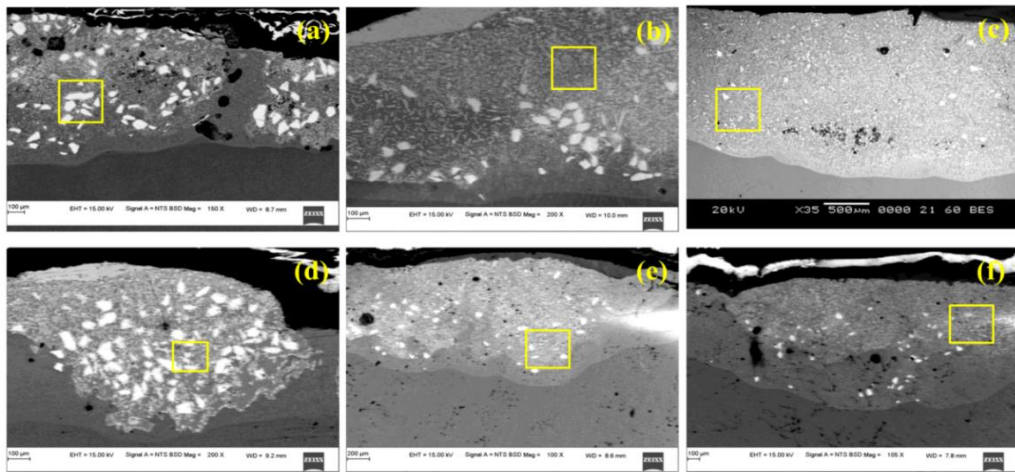 (a)
100 µm
EHT = 15.00 kV Signal A = NTS BSD Mag = 150 X WD = 8.7 mm
ZEISS
(b)
100 µm
EHT = 15.00 kV Signal A = NTS BSD Mag = 200 X WD = 10.0 mm
ZEISS
(c)
20kV X35 500µm 0000 21 60 BES
(d)
100 µm
EHT = 15.00 kV Signal A = NTS BSD Mag = 200 X WD = 9.2 mm
ZEISS
(e)
200 µm
EHT = 15.00 kV Signal A = NTS BSD Mag = 100 X WD = 8.6 mm
ZEISS
(f)
100 µm
EHT = 15.00 kV Signal A = NTS BSD Mag = 105 X WD = 7.9 mm
ZEISS